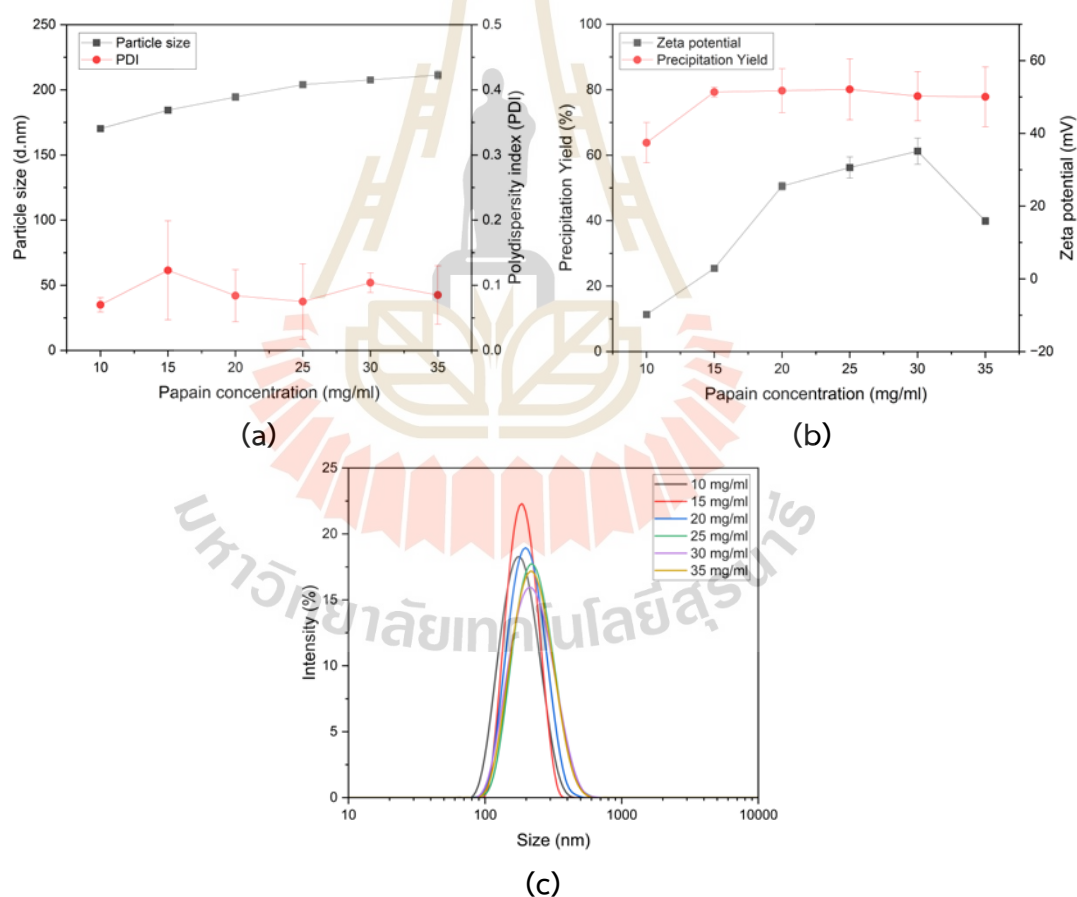 250
200
150
100
50
0
Particle size (d.nm)
Particle size
PDI
0.5
0.4
0.3
0.2
0.1
0.0
Polydispersity index (PDI)
10 15 20 25 30 35
Papain concentration (mg/ml)
(a)
100
80
60
40
20
0
Precipitation Yield (%)
Zeta potential
Precipitation Yield
60
40
20
0
−20
Zeta potential (mV)
10 15 20 25 30 35
Papain concentration (mg/ml)
(b)
25
20
15
10
5
0
Intensity (%)
10 mg/ml
15 mg/ml
20 mg/ml
25 mg/ml
30 mg/ml
35 mg/ml
10 100 1000 10000
Size (nm)
(c)
มหาวิทยาลัยเทคโนโลยีสุรนารี